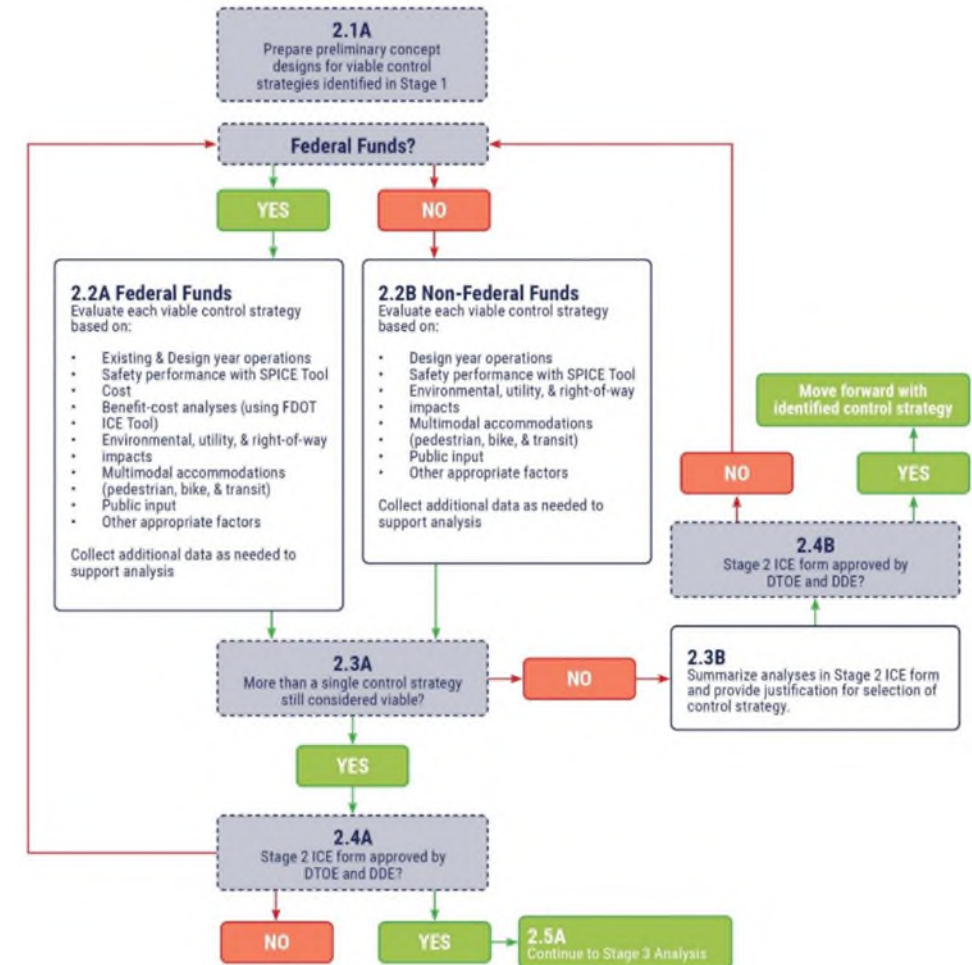 2.1A
Prepare preliminary concept
designs for viable control
strategies identified in Stage 1
Federal Funds?
YES
NO
2.2A Federal Funds
Evaluate each viable control strategy
based on:
• Existing & Design year operations
• Safety performance with SPICE Tool
• Cost
• Benefit-cost analyses (using FDOT
• ICE Tool)
• Environmental, utility, & right-of-way
• impacts
• Multimodal accommodations
• (pedestrian, bike, & transit)
• Public input
• Other appropriate factors
Collect additional data as needed to
support analysis
2.2B Non-Federal Funds
Evaluate each viable control strategy
based on:
• Design year operations
• Safety performance with SPICE Tool
• Environmental, utility, & right-of-way
• impacts
• Multimodal accommodations
• (pedestrian, bike, & transit)
• Public input
• Other appropriate factors
Collect additional data as needed to
support analysis
Move forward with
identified control strategy
NO
YES
2.4B
Stage 2 ICE form approved by
DTOE and DDE?
2.3A
More than a single control strategy
still considered viable?
NO
2.3B
Summarize analyses in Stage 2 ICE form
and provide justification for selection of
control strategy.
YES
2.4A
Stage 2 ICE form approved by
DTOE and DDE?
NO
YES
2.5A
Continue to Stage 3 Analysis